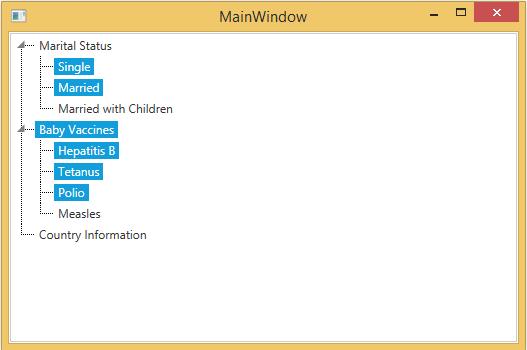 MainWindow
Marital Status
Single
Married
Married with Children
Baby Vaccines
Hepatitis B
Tetanus
Polio
Measles
Country Information